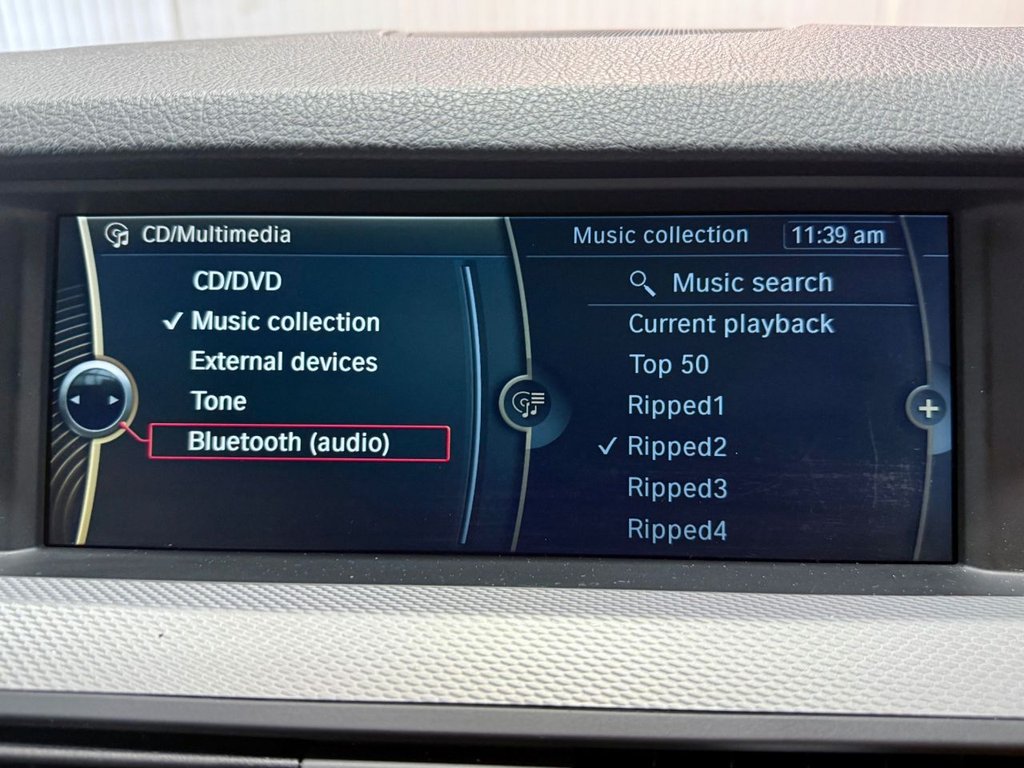 CD/Multimedia
CD/DVD
✓ Music collection
External devices
Tone
Bluetooth (audio)
Music collection 11:39 am
Music search
Current playback
Top 50
Ripped1
✓ Ripped2
Ripped3
Ripped4